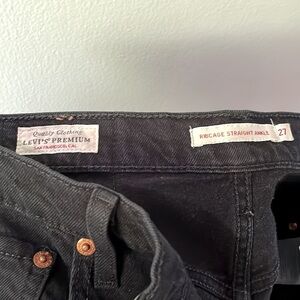 Quality Clothing
LEVI'S® PREMIUM
SAN FRANCISCO, CAL.
RIBCAGE STRAIGHT ANKLE 27